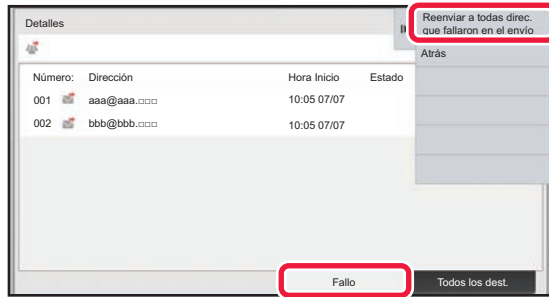 Detalles
Reenviar a todas direc.
que fallaron en el envío
Atrás
Número: Dirección Hora Inicio Estado
001 aaa@aaa.□□□ 10:05 07/07
002 bbb@bbb.□□□ 10:05 07/07
Fallo Todos los dest.